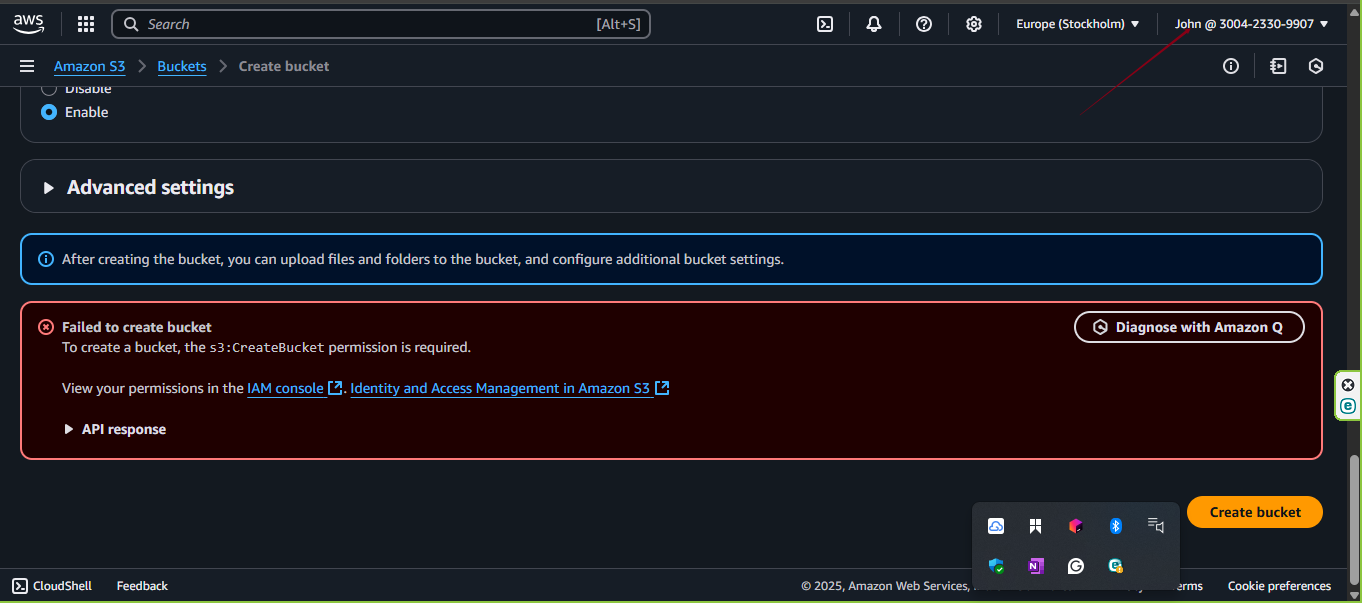 aws
Search
[Alt+S]
Europe (Stockholm)
John @ 3004-2330-9907
Amazon S3
Buckets
Create bucket
Disable
Enable
Advanced settings
After creating the bucket, you can upload files and folders to the bucket, and configure additional bucket settings.
Failed to create bucket
Diagnose with Amazon Q
To create a bucket, the s3:CreateBucket permission is required.
View your permissions in the IAM console. Identity and Access Management in Amazon S3
API response
Create bucket
CloudShell
Feedback
© 2025, Amazon Web Services,
Cookie preferences